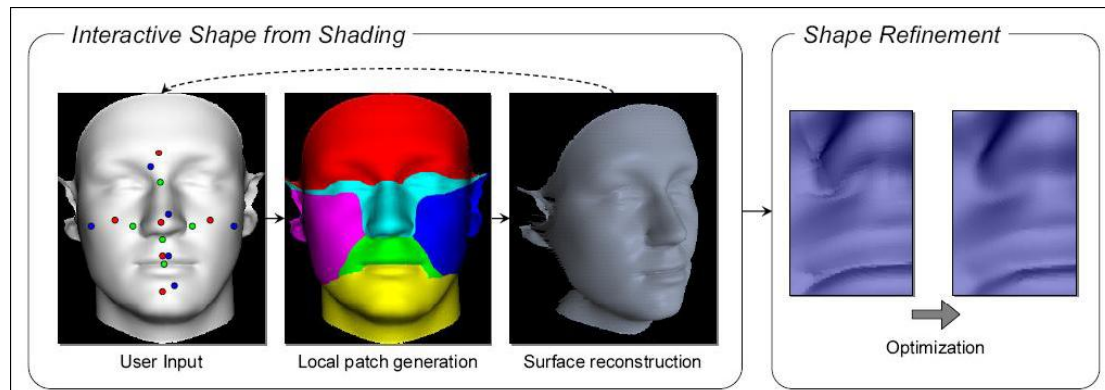 Interactive Shape from Shading
Shape Refinement
User Input
Local patch generation
Surface reconstruction
Optimization